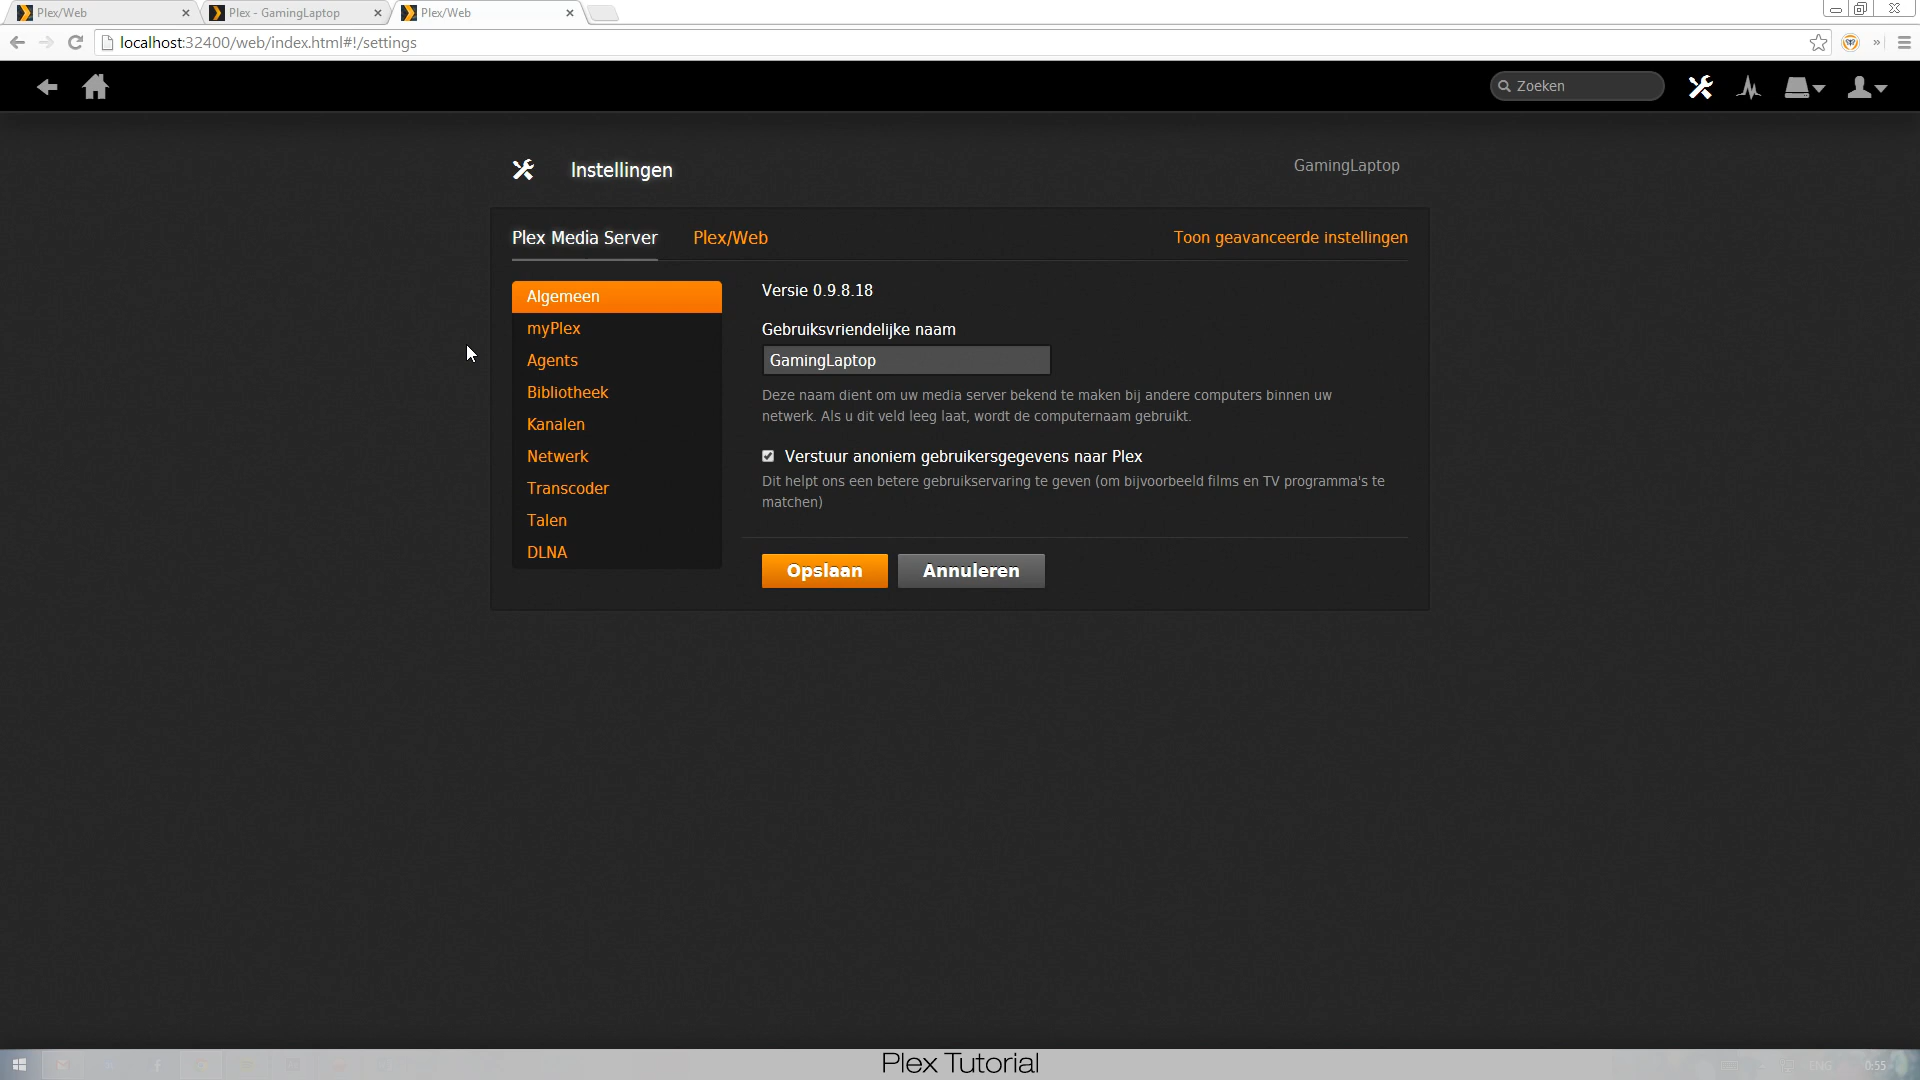 Plex/Web
Plex - GamingLaptop
Plex/Web
localhost:32400/web/index.html#!/settings
Zoeken
Instellingen
GamingLaptop
Plex Media Server
Plex/Web
Toon geavanceerde instellingen
Algemeen
myPlex
Agents
Bibliotheek
Kanalen
Netwerk
Transcoder
Talen
DLNA
Versie 0.9.8.18
Gebruiksvriendelijke naam
GamingLaptop
Deze naam dient om uw media server bekend te maken bij andere computers binnen uw
netwerk. Als u dit veld leeg laat, wordt de computernaam gebruikt.
Verstuur anoniem gebruikersgegevens naar Plex
Dit helpt ons een betere gebruikservaring te geven (om bijvoorbeeld films en TV programma's te
matchen)
Opslaan
Annuleren
Plex Tutorial
ENG
0:55